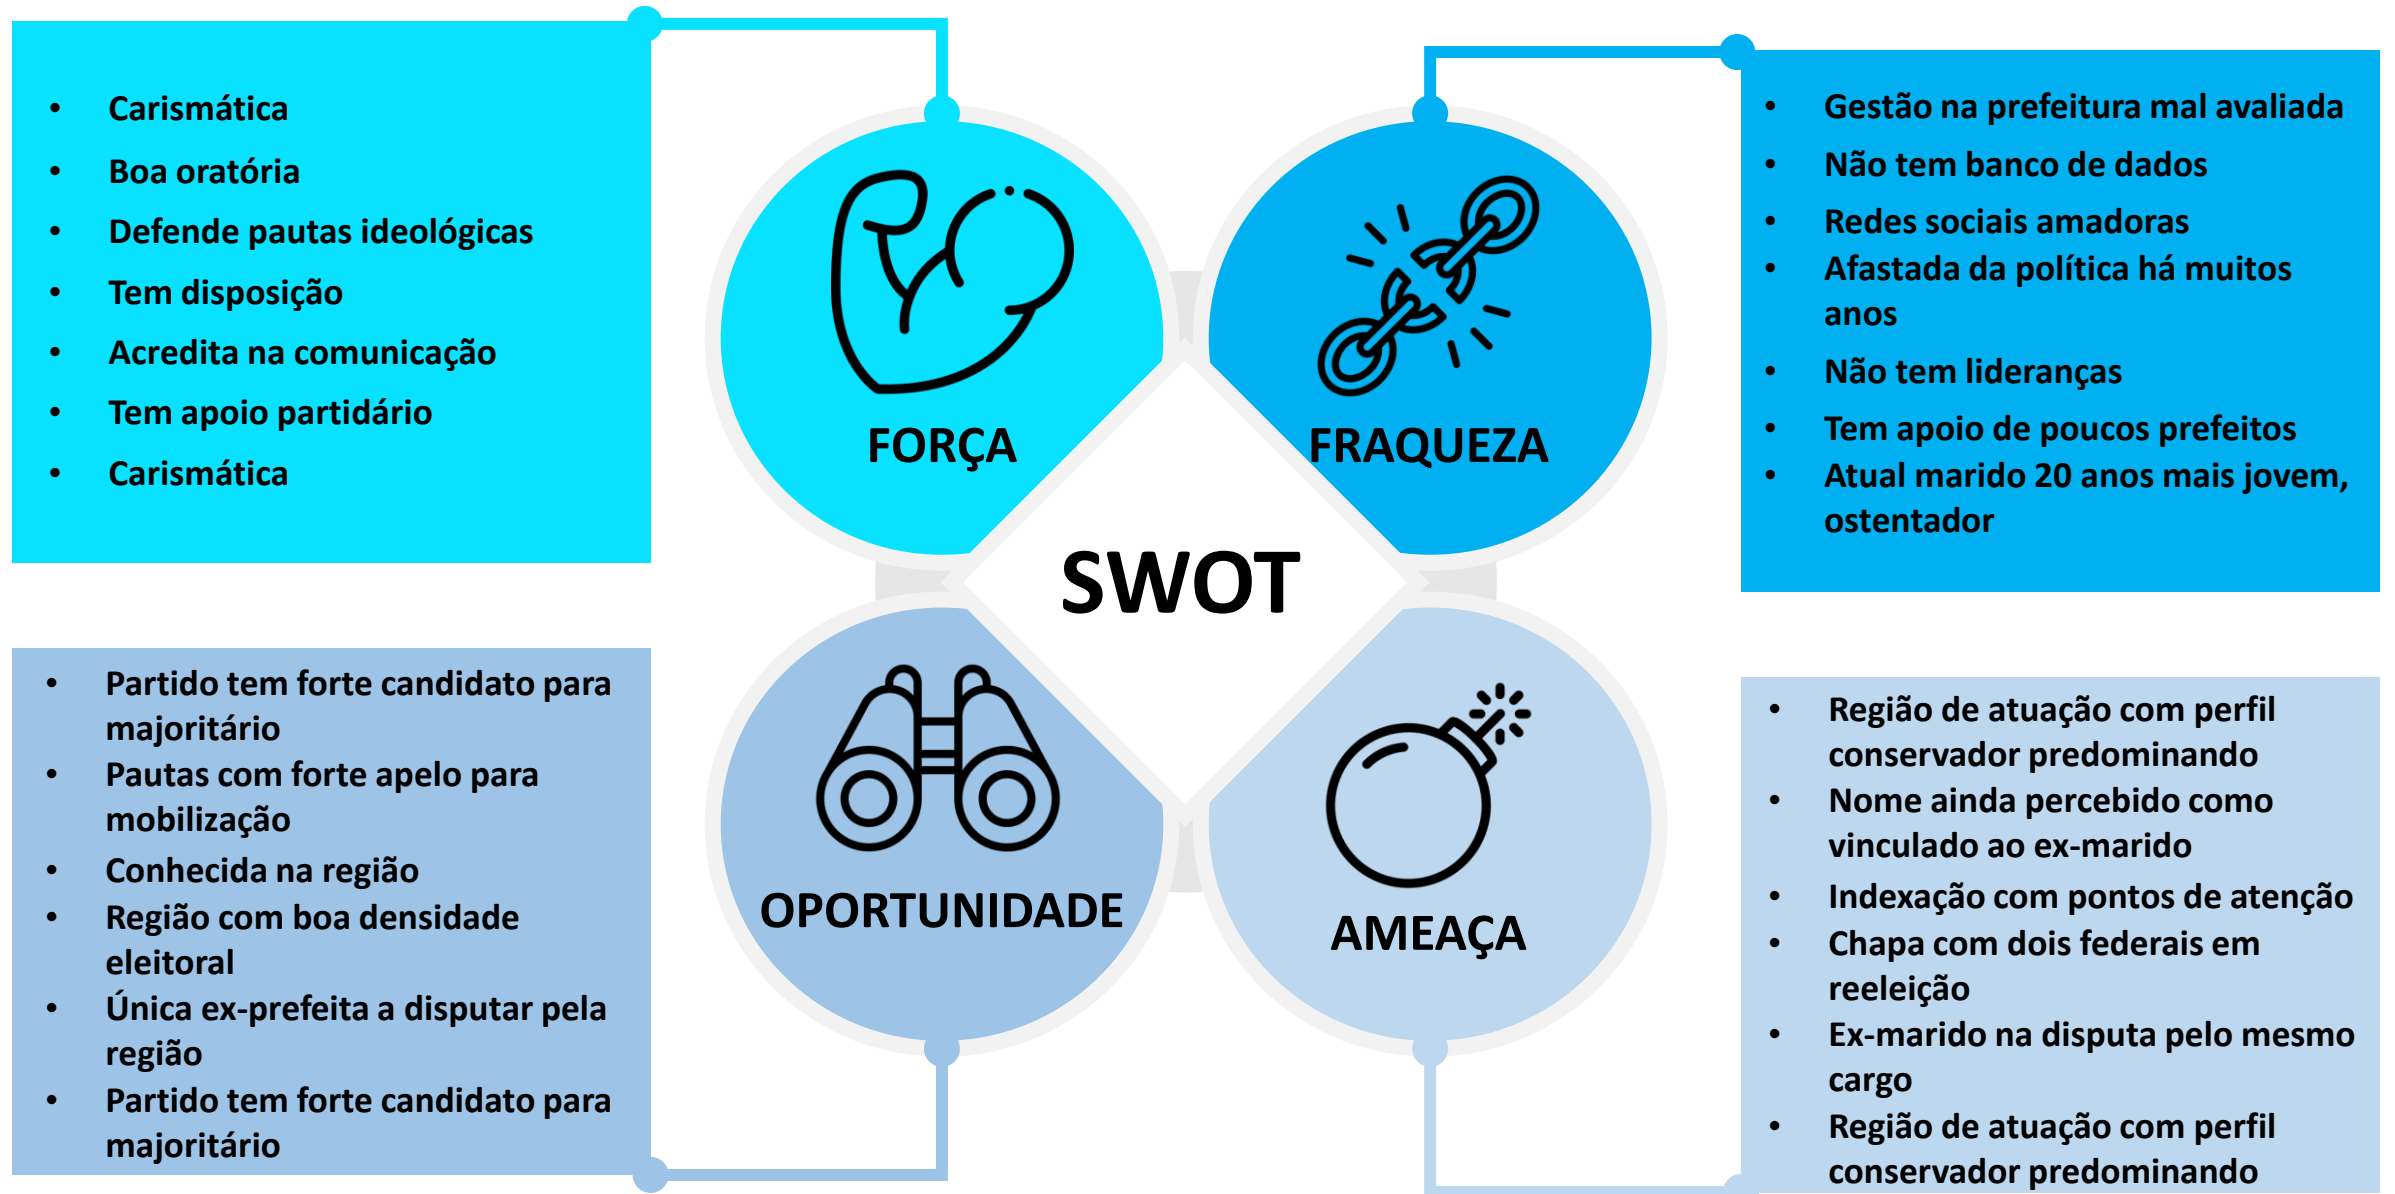 • Carismática
• Boa oratória
• Defende pautas ideológicas
• Tem disposição
• Acredita na comunicação
• Tem apoio partidário
• Carismática
FORÇA
• Gestão na prefeitura mal avaliada
• Não tem banco de dados
• Redes sociais amadoras
• Afastada da política há muitos
anos
• Não tem lideranças
• Tem apoio de poucos prefeitos
• Atual marido 20 anos mais jovem,
ostentador
FRAQUEZA
SWOT
• Partido tem forte candidato para
majoritário
• Pautas com forte apelo para
mobilização
• Conhecida na região
• Região com boa densidade
eleitoral
• Única ex-prefeita a disputar pela
região
• Partido tem forte candidato para
majoritário
OPORTUNIDADE
• Região de atuação com perfil
conservador predominando
• Nome ainda percebido como
vinculado ao ex-marido
• Indexação com pontos de atenção
• Chapa com dois federais em
reeleição
• Ex-marido na disputa pelo mesmo
cargo
• Região de atuação com perfil
conservador predominando
AMEAÇA